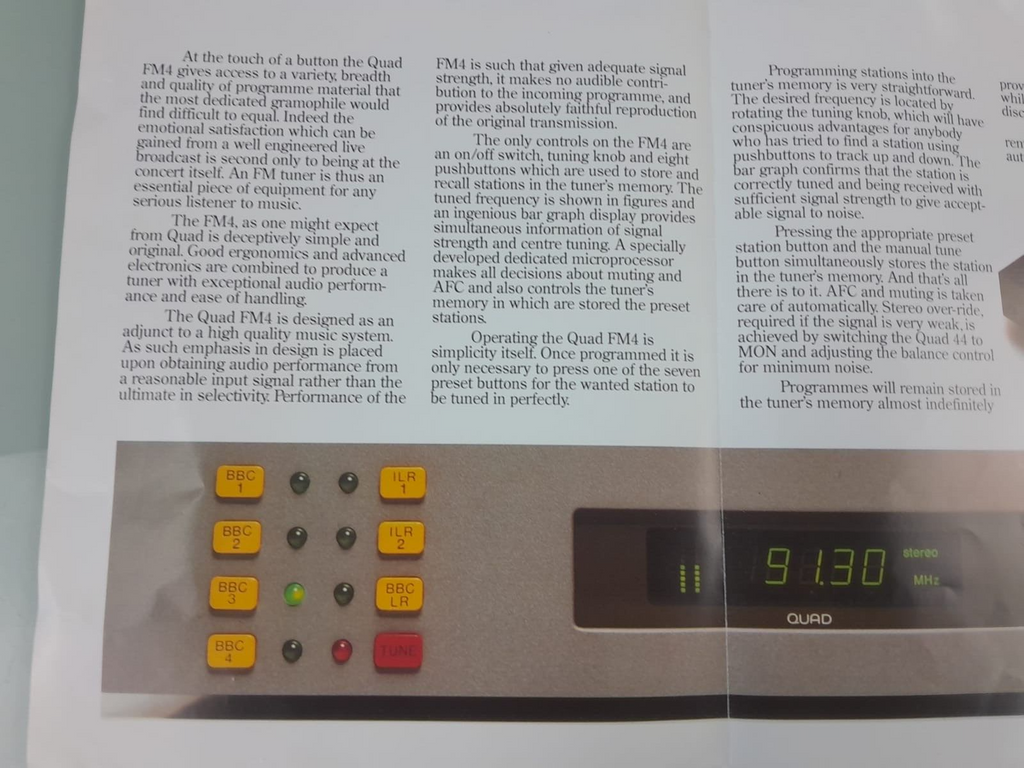 At the touch of a button the Quad
FM4 gives access to a variety, breadth
and quality of programme material that
the most dedicated gramophile would
find difficult to equal. Indeed the
emotional satisfaction which can be
gained from a well engineered live
broadcast is second only to being at the
concert itself. An FM tuner is thus an
essential piece of equipment for any
serious listener to music.
The FM4, as one might expect
from Quad is deceptively simple and
original. Good ergonomics and advanced
electronics are combined to produce a
tuner with exceptional audio perform-
ance and ease of handling.
The Quad FM4 is designed as an
adjunct to a high quality music system.
As such emphasis in design is placed
upon obtaining audio performance from
a reasonable input signal rather than the
ultimate in selectivity. Performance of the
FM4 is such that given adequate signal
strength, it makes no audible contri-
bution to the incoming programme, and
provides absolutely faithful reproduction
of the original transmission.
The only controls on the FM4 are
an on/off switch, tuning knob and eight
pushbuttons which are used to store and
recall stations in the tuner's memory. The
tuned frequency is shown in figures and
an ingenious bar graph display provides
simultaneous information of signal
strength and centre tuning. A specially
developed dedicated microprocessor
makes all decisions about muting and
AFC and also controls the tuner's
memory in which are stored the preset
stations.
Operating the Quad FM4 is
simplicity itself. Once programmed it is
only necessary to press one of the seven
preset buttons for the wanted station to
be tuned in perfectly.
Programming stations into the
tuner's memory is very straightforward.
The desired frequency is located by
rotating the tuning knob, which will have
conspicuous advantages for anybody
who has tried to find a station using
pushbuttons to track up and down. The
bar graph confirms that the station is
correctly tuned and being received with
sufficient signal strength to give accept-
able signal to noise.
Pressing the appropriate preset
station button and the manual tune
button simultaneously stores the station
in the tuner's memory. And that's all
there is to it. AFC and muting is taken
care of automatically. Stereo over-ride,
required if the signal is very weak, is
achieved by switching the Quad 44 to
MON and adjusting the balance control
for minimum noise.
Programmes will remain stored in
the tuner's memory almost indefinitely
prov
whil
disc
rem
aut
BBC
1
ILR
1
BBC
2
ILR
2
BBC
3
BBC
LR
BBC
4
TUNE
91.30
stereo
MHz
QUAD